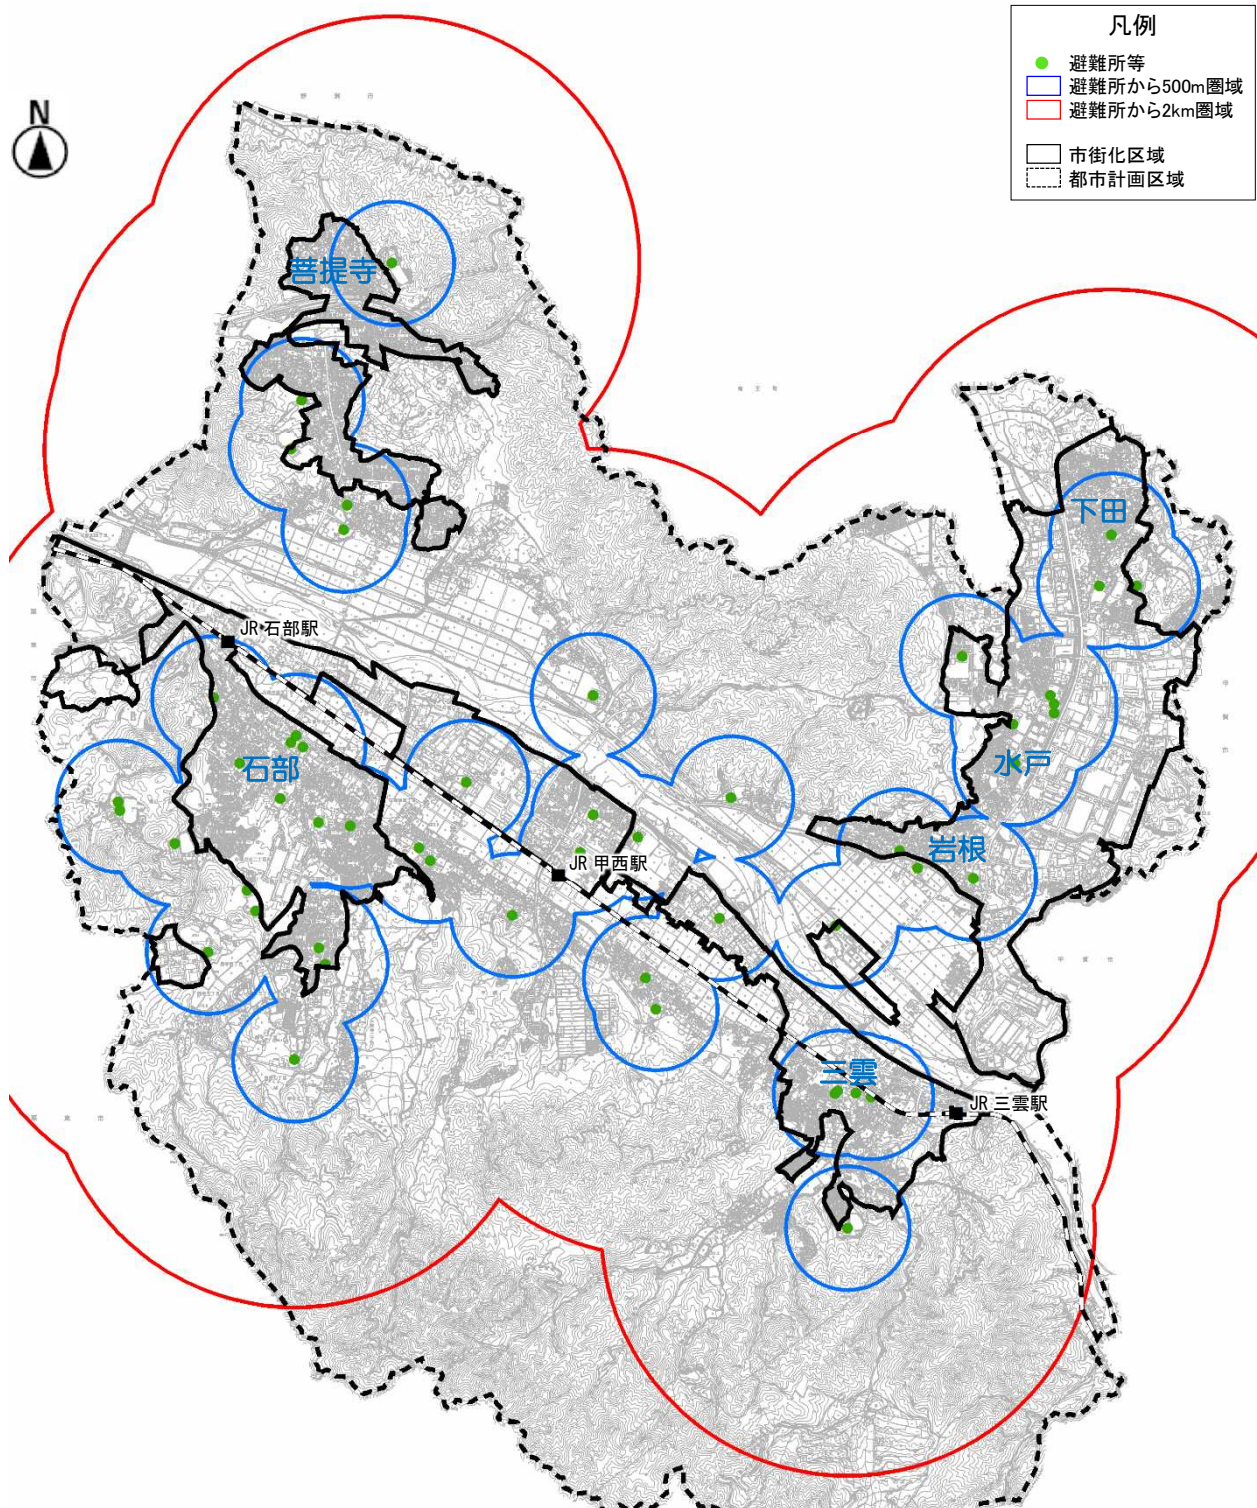 凡例
避難所等
避難所から500m圏域
避難所から2km圏域
市街化区域
都市計画区域
N
菩提寺
下田
JR 石部駅
石部
水戸
岩根
JR 甲西駅
三雲
JR 三雲駅